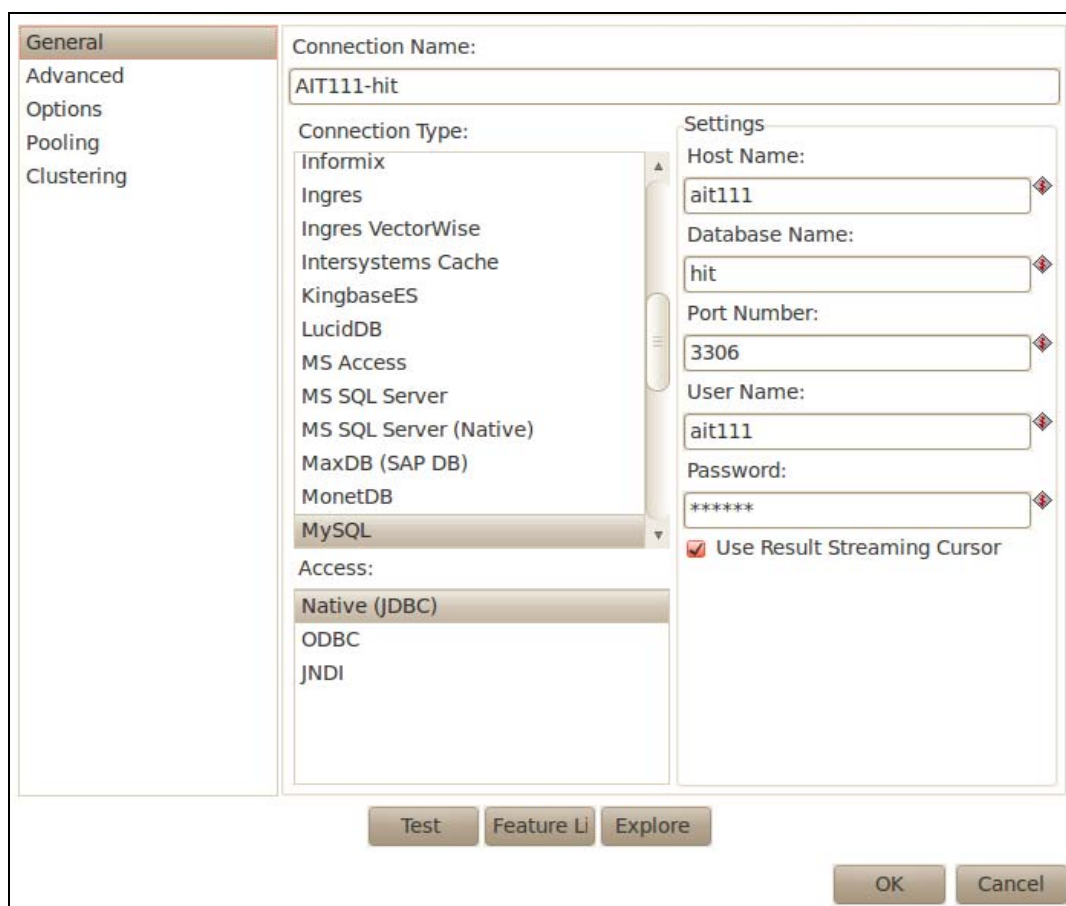 General
Advanced
Options
Pooling
Clustering
Connection Name:
AIT111-hit
Connection Type:
Informix
Ingres
Ingres VectorWise
Intersystems Cache
KingbaseES
LucidDB
MS Access
MS SQL Server
MS SQL Server (Native)
MaxDB (SAP DB)
MonetDB
MySQL
Access:
Native (JDBC)
ODBC
JNDI
Settings
Host Name:
ait111
Database Name:
hit
Port Number:
3306
User Name:
ait111
Password:
******
Use Result Streaming Cursor
Test
Feature Li
Explore
OK
Cancel